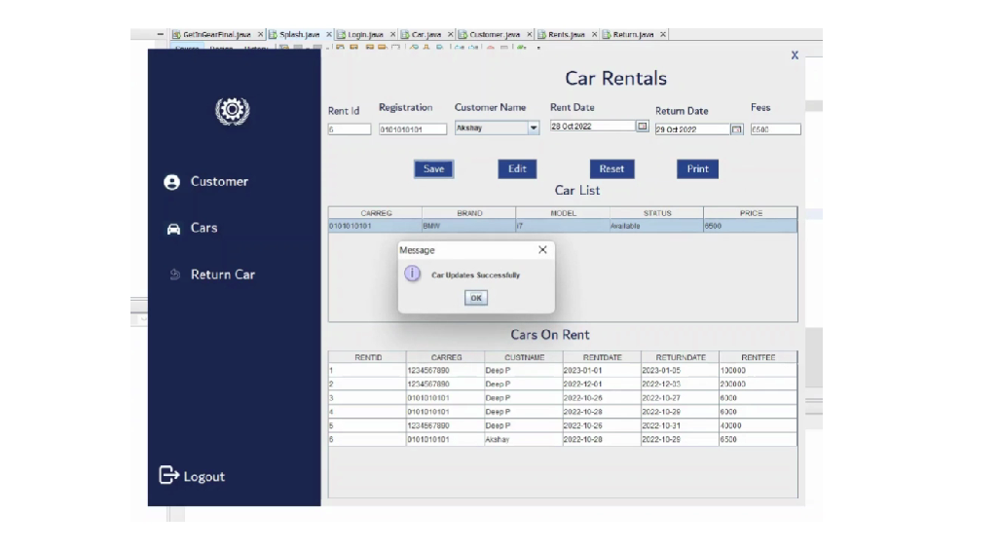 GetInGearFinal.java Splash.java Login.java Car.java Customer.java Rents.java Return.java
X
Car Rentals
Rent Id Registration Customer Name Rent Date Return Date Fees
6 0101010101 Akshay 28 Oct 2022 29 Oct 2022 6500
Save Edit Reset Print
Customer
Cars
Return Car
Logout
Car List
CARREG BRAND MODEL STATUS PRICE
0101010101 BMW i7 Available 6500
Message
Car Updates Successfully
OK
Cars On Rent
RENTID CARREG CUSTNAME RENTDATE RETURNDATE RENTFEE
1 1234567890 Deep P 2023-01-01 2023-01-05 100000
2 1234567890 Deep P 2022-12-01 2022-12-03 200000
3 0101010101 Deep P 2022-10-26 2022-10-27 6000
4 0101010101 Deep P 2022-10-28 2022-10-29 6000
5 1234567890 Deep P 2022-10-26 2022-10-31 40000
6 0101010101 Akshay 2022-10-28 2022-10-29 6500